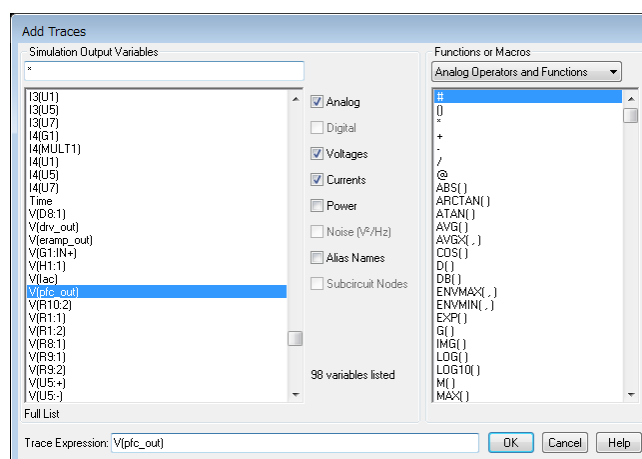 Add Traces
Simulation Output Variables
*
I3(U1)
I3(U5)
I3(U7)
I4(G1)
I4(MULT1)
I4(U1)
I4(U5)
I4(U7)
Time
V(D8:1)
V(drv_out)
V(eramp_out)
V(G1:IN+)
V(H1:1)
V(Iac)
V(pfc_out)
V(R10:2)
V(R1:1)
V(R1:2)
V(R8:1)
V(R9:1)
V(R9:2)
V(U5:+)
V(U5:-)
Full List
Analog
Digital
Voltages
Currents
Power
Noise (V²/Hz)
Alias Names
Subcircuit Nodes
98 variables listed
Functions or Macros
Analog Operators and Functions
#
()
*
+
-
/
@
ABS( )
ARCTAN( )
ATAN( )
AVG( )
AVGX( , )
COS( )
D( )
DB( )
ENVMAX( , )
ENVMIN( , )
EXP( )
G( )
IMG( )
LOG( )
LOG10( )
M( )
MAX( )
Trace Expression: V(pfc_out)
OK Cancel Help